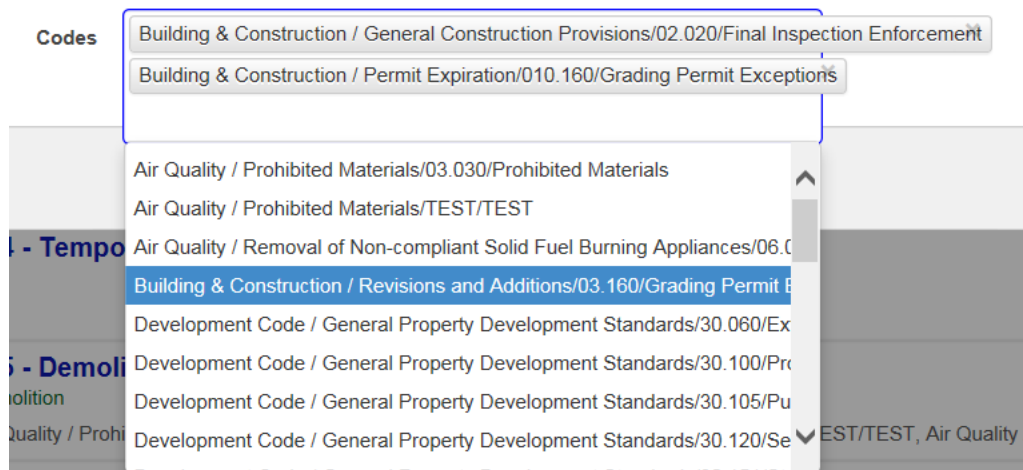 Codes
Building & Construction / General Construction Provisions/02.020/Final Inspection Enforcement
Building & Construction / Permit Expiration/010.160/Grading Permit Exceptions
Air Quality / Prohibited Materials/03.030/Prohibited Materials
Air Quality / Prohibited Materials/TEST/TEST
- Tempo
Air Quality / Removal of Non-compliant Solid Fuel Burning Appliances/06.0
Building & Construction / Revisions and Additions/03.160/Grading Permit E
Development Code / General Property Development Standards/30.060/Ex
- Demoli
Development Code / General Property Development Standards/30.100/Pro
nolition
Development Code / General Property Development Standards/30.105/Pu
Quality / Prohi
EST/TEST, Air Quality
Development Code / General Property Development Standards/30.120/Se